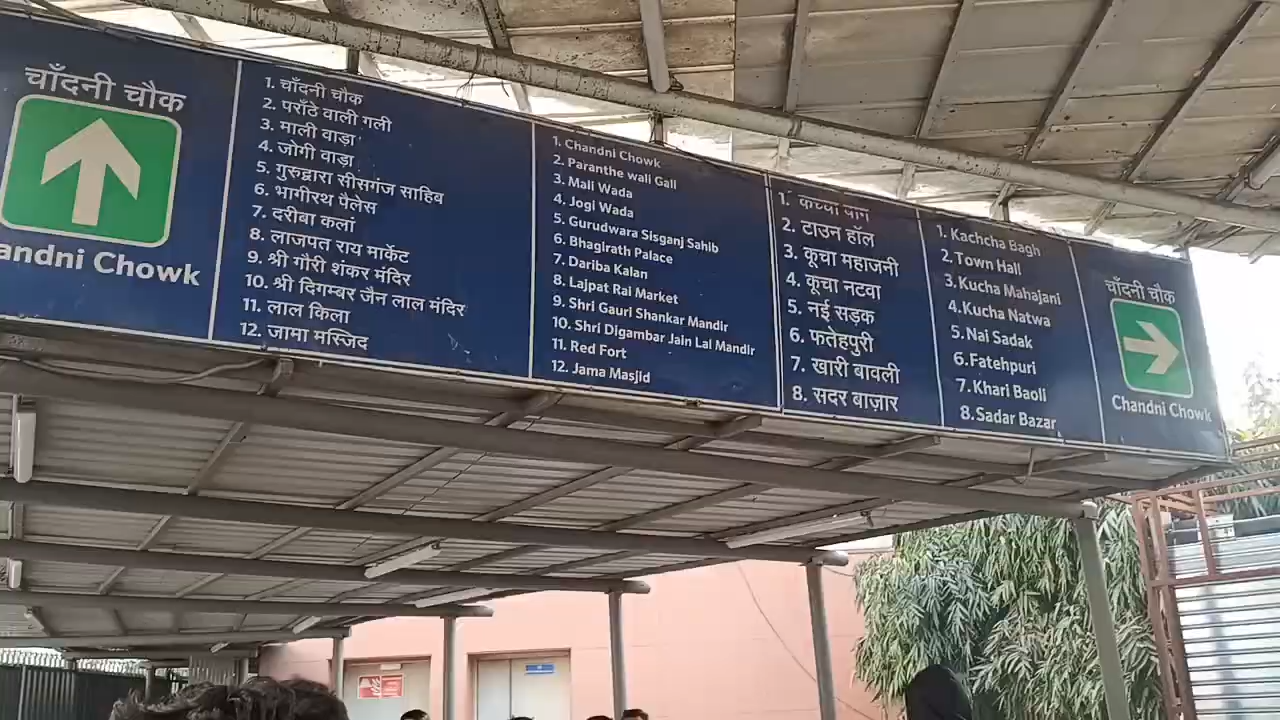 चाँदनी चौक
andni Chowk
1. चाँदनी चौक
2. पराँठे वाली गली
3. माली वाड़ा
4. जोगी वाड़ा
5. गुरुद्वारा सीसगंज साहिब
6. भागीरथ पैलेस
7. दरीबा कलां
8. लाजपत राय मार्केट
9. श्री गौरी शंकर मंदिर
10. श्री दिगम्बर जैन लाल मंदिर
11. लाल किला
12. जामा मस्जिद
1. Chandni Chowk
2. Paranthe wali Gali
3. Mali Wada
4. Jogi Wada
5. Gurudwara Sisganj Sahib
6. Bhagirath Palace
7. Dariba Kalan
8. Lajpat Rai Market
9. Shri Gauri Shankar Mandir
10. Shri Digambar Jain Lal Mandir
11. Red Fort
12. Jama Masjid
1. कच्चा बाग
2. टाउन हॉल
3. कूचा महाजनी
4. कूचा नटवा
5. नई सड़क
6. फतेहपुरी
7. खारी बावली
8. सदर बाज़ार
1. Kachcha Bagh
2. Town Hall
3. Kucha Mahajani
4. Kucha Natwa
5. Nai Sadak
6. Fatehpuri
7. Khari Baoli
8. Sadar Bazar
चाँदनी चौक
Chandni Chowk